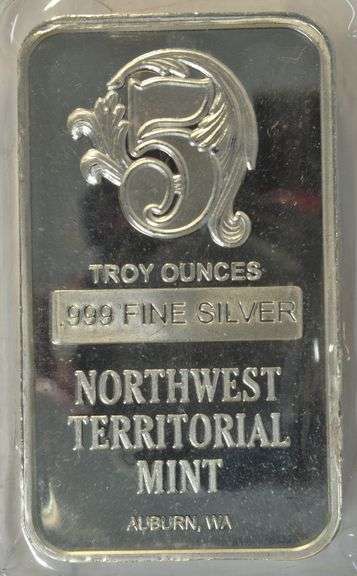 5
TROY OUNCES
.999 FINE SILVER
NORTHWEST
TERRITORIAL
MINT
AUBURN, WA